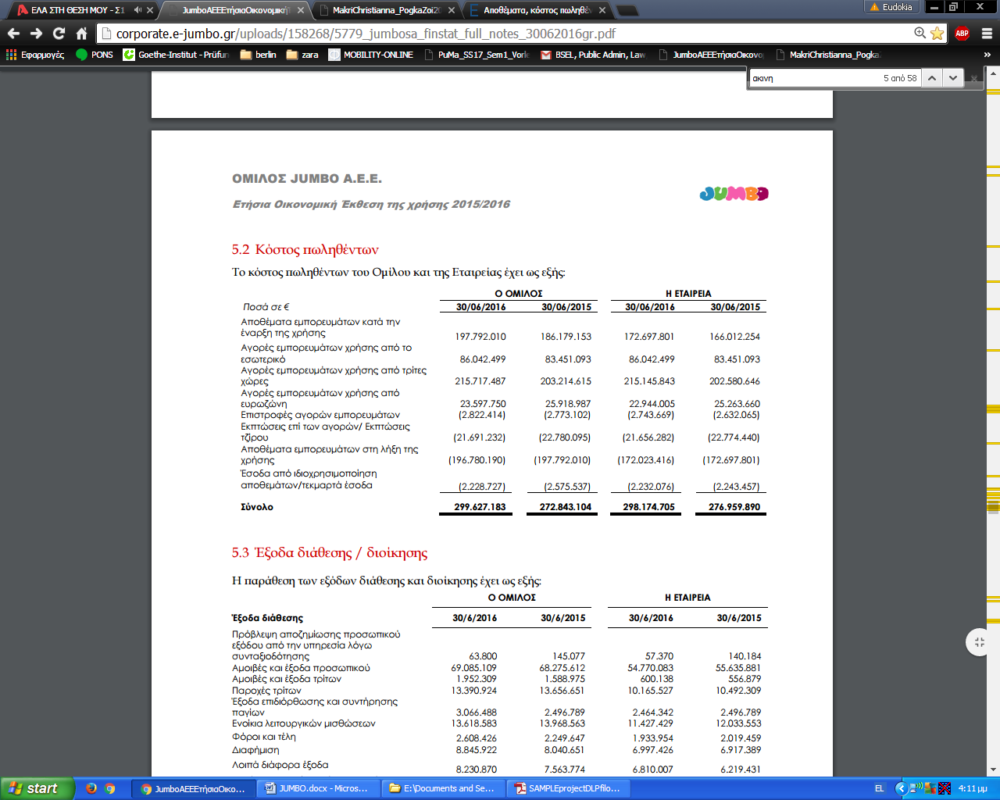 ΕΛΑ ΣΤΗ ΘΕΣΗ ΜΟΥ - Σ1
JumboΑΕΕΕτήσιαΟικονομική
MakriChristianna_PogkaZoi20
Αποθέματα, κόστος πωληθέν
Eudokia
corporate.e-jumbo.gr/uploads/158268/5779_jumbosa_finstat_full_notes_30062016gr.pdf
ABP
Εφαρμογές PONS Goethe-Institut - Prüfun berlin zara MOBILITY-ONLINE PuMa_SS17_Sem1_Vorle BSEL, Public Admin, Law JumboΑΕΕΕτήσιαΟικονο MakriChristianna_Pogka »
ακινη 5 από 58
ΟΜΙΛΟΣ JUMBO Α.Ε.Ε.
JUMBO
Ετήσια Οικονομική Έκθεση της χρήσης 2015/2016
5.2 Κόστος πωληθέντων
Το κόστος πωληθέντων του Ομίλου και της Εταιρείας έχει ως εξής:
Ο ΟΜΙΛΟΣ Η ΕΤΑΙΡΕΙΑ
Ποσά σε € 30/06/2016 30/06/2015 30/06/2016 30/06/2015
Αποθέματα εμπορευμάτων κατά την
έναρξη της χρήσης 197.792.010 186.179.153 172.697.801 166.012.254
Αγορές εμπορευμάτων χρήσης από το
εσωτερικό 86.042.499 83.451.093 86.042.499 83.451.093
Αγορές εμπορευμάτων χρήσης από τρίτες
χώρες 215.717.487 203.214.615 215.145.843 202.580.646
Αγορές εμπορευμάτων χρήσης από
ευρωζώνη 23.597.750 25.918.987 22.944.005 25.263.660
Επιστροφές αγορών εμπορευμάτων (2.822.414) (2.773.102) (2.743.669) (2.632.065)
Εκπτώσεις επί των αγορών/ Εκπτώσεις
τζίρου (21.691.232) (22.780.095) (21.656.282) (22.774.440)
Αποθέματα εμπορευμάτων στη λήξη της
χρήσης (196.780.190) (197.792.010) (172.023.416) (172.697.801)
Έσοδα από ιδιοχρησιμοποίηση
αποθεμάτων/τεκμαρτά έσοδα (2.228.727) (2.575.537) (2.232.076) (2.243.457)
Σύνολο 299.627.183 272.843.104 298.174.705 276.959.890
5.3 Έξοδα διάθεσης / διοίκησης
Η παράθεση των εξόδων διάθεσης και διοίκησης έχει ως εξής:
Ο ΟΜΙΛΟΣ Η ΕΤΑΙΡΕΙΑ
Έξοδα διάθεσης 30/6/2016 30/6/2015 30/6/2016 30/6/2015
Πρόβλεψη αποζημίωσης προσωπικού
εξόδου από την υπηρεσία λόγω
συνταξιοδότησης 63.800 145.077 57.370 140.184
Αμοιβές και έξοδα προσωπικού 69.085.109 68.275.612 54.770.083 55.635.881
Αμοιβές και έξοδα τρίτων 1.952.309 1.588.975 600.138 556.879
Παροχές τρίτων 13.390.924 13.656.651 10.165.527 10.492.309
Έξοδα επιδιόρθωσης και συντήρησης
παγίων 3.066.488 2.496.789 2.464.342 2.496.789
Ενοίκια λειτουργικών μισθώσεων 13.618.583 13.968.563 11.427.429 12.033.553
Φόροι και τέλη 2.608.426 2.249.647 1.933.954 2.019.459
Διαφήμιση 8.845.922 8.040.651 6.997.426 6.917.389
Λοιπά διάφορα έξοδα 8.230.870 7.563.774 6.810.007 6.219.431
start JumboΑΕΕΕτήσιαΟικο... JUMBO.docx - Micros... E:\Documents and Se... SAMPLEprojectDLPfilo... EL 4:11 μμ